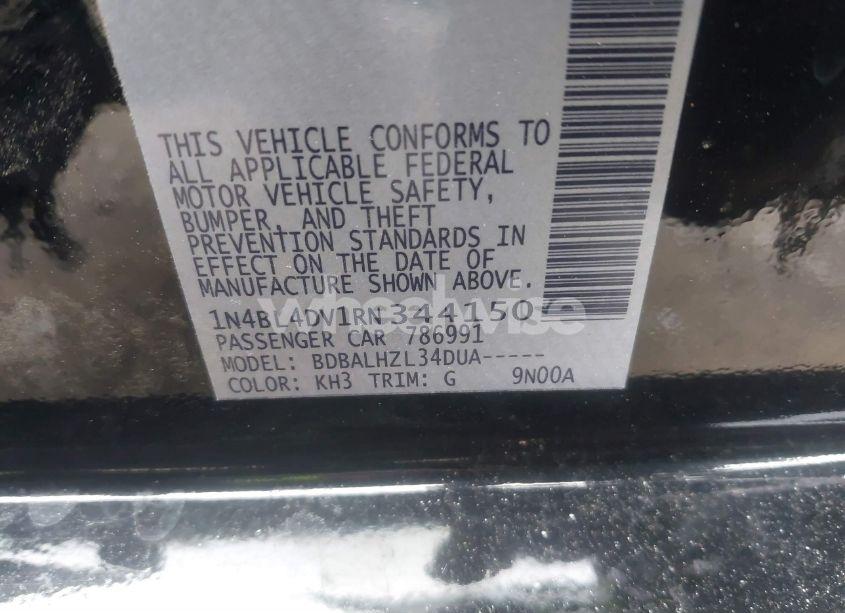 THIS VEHICLE CONFORMS TO
ALL APPLICABLE FEDERAL
MOTOR VEHICLE SAFETY,
BUMPER, AND THEFT
PREVENTION STANDARDS IN
EFFECT ON THE DATE OF
MANUFACTURE SHOWN ABOVE.
1N4BL4DV1RN344150
PASSENGER CAR 786991
MODEL: BDBALHZL34DUA-----
COLOR: KH3 TRIM: G 9N00A